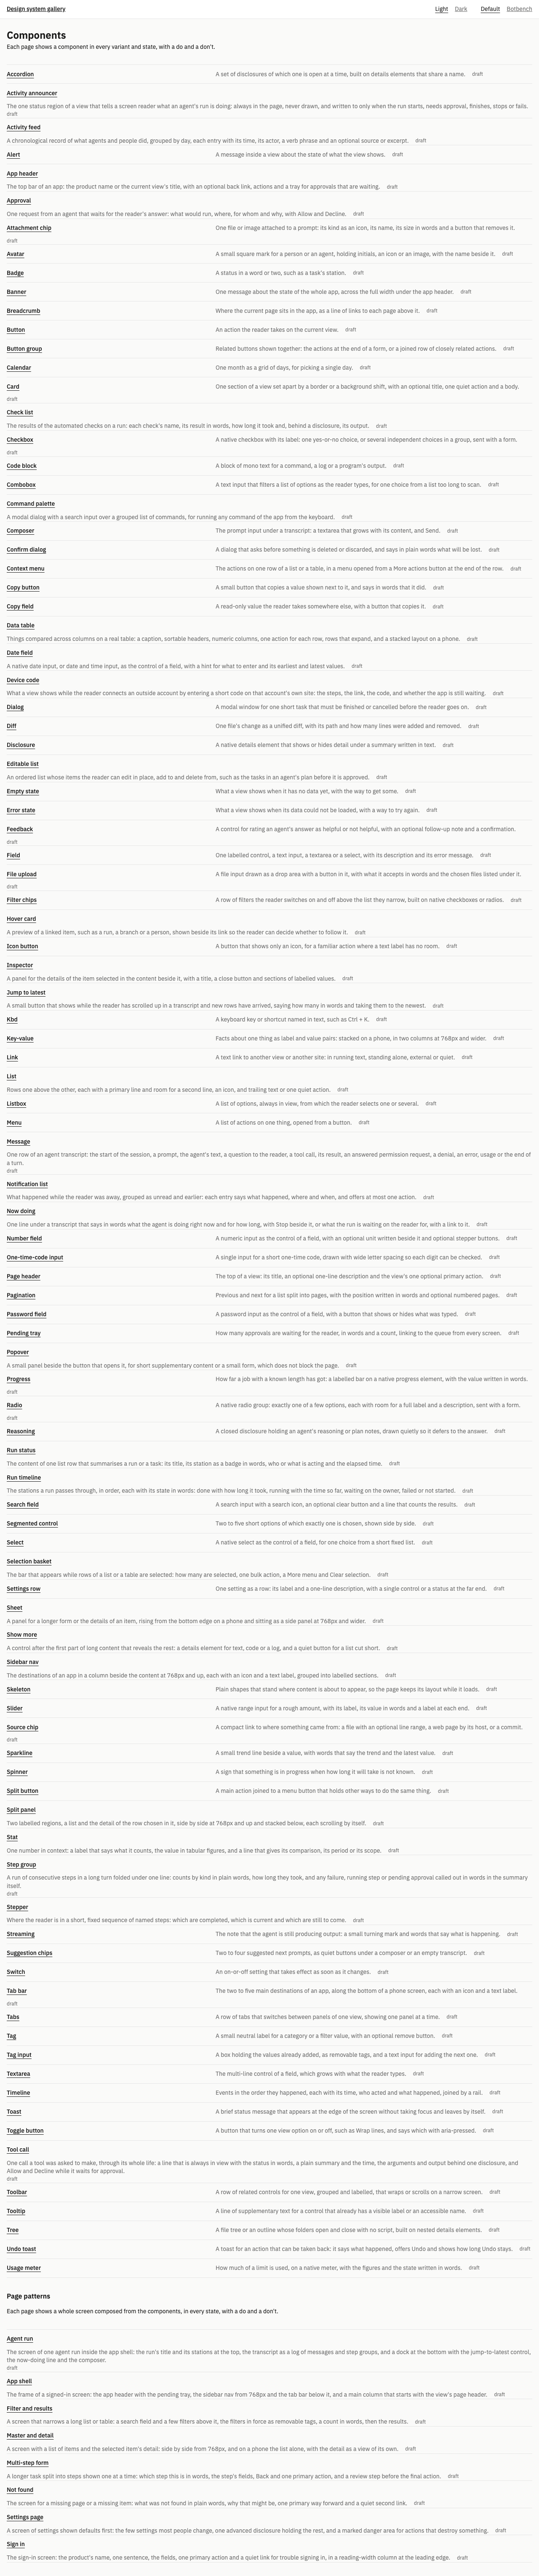 Design system gallery Light Dark Default Botbench
Components
Each page shows a component in every variant and state, with a do and a don't.
Accordion A set of disclosures of which one is open at a time, built on details elements that share a name. draft
Activity announcer
The one status region of a view that tells a screen reader what an agent's run is doing: always in the page, never drawn, and written to only when the run starts, needs approval, finishes, stops or fails.
draft
Activity feed
A chronological record of what agents and people did, grouped by day, each entry with its time, its actor, a verb phrase and an optional source or excerpt. draft
Alert A message inside a view about the state of what the view shows. draft
App header
The top bar of an app: the product name or the current view's title, with an optional back link, actions and a tray for approvals that are waiting. draft
Approval
One request from an agent that waits for the reader's answer: what would run, where, for whom and why, with Allow and Decline. draft
Attachment chip One file or image attached to a prompt: its kind as an icon, its name, its size in words and a button that removes it.
draft
Avatar A small square mark for a person or an agent, holding initials, an icon or an image, with the name beside it. draft
Badge A status in a word or two, such as a task's station. draft
Banner One message about the state of the whole app, across the full width under the app header. draft
Breadcrumb Where the current page sits in the app, as a line of links to each page above it. draft
Button An action the reader takes on the current view. draft
Button group Related buttons shown together: the actions at the end of a form, or a joined row of closely related actions. draft
Calendar One month as a grid of days, for picking a single day. draft
Card One section of a view set apart by a border or a background shift, with an optional title, one quiet action and a body.
draft
Check list
The results of the automated checks on a run: each check's name, its result in words, how long it took and, behind a disclosure, its output. draft
Checkbox A native checkbox with its label: one yes-or-no choice, or several independent choices in a group, sent with a form.
draft
Code block A block of mono text for a command, a log or a program's output. draft
Combobox A text input that filters a list of options as the reader types, for one choice from a list too long to scan. draft
Command palette
A modal dialog with a search input over a grouped list of commands, for running any command of the app from the keyboard. draft
Composer The prompt input under a transcript: a textarea that grows with its content, and Send. draft
Confirm dialog A dialog that asks before something is deleted or discarded, and says in plain words what will be lost. draft
Context menu The actions on one row of a list or a table, in a menu opened from a More actions button at the end of the row. draft
Copy button A small button that copies a value shown next to it, and says in words that it did. draft
Copy field A read-only value the reader takes somewhere else, with a button that copies it. draft
Data table
Things compared across columns on a real table: a caption, sortable headers, numeric columns, one action for each row, rows that expand, and a stacked layout on a phone. draft
Date field
A native date input, or date and time input, as the control of a field, with a hint for what to enter and its earliest and latest values. draft
Device code
What a view shows while the reader connects an outside account by entering a short code on that account's own site: the steps, the link, the code, and whether the app is still waiting. draft
Dialog A modal window for one short task that must be finished or cancelled before the reader goes on. draft
Diff One file's change as a unified diff, with its path and how many lines were added and removed. draft
Disclosure A native details element that shows or hides detail under a summary written in text. draft
Editable list
An ordered list whose items the reader can edit in place, add to and delete from, such as the tasks in an agent's plan before it is approved. draft
Empty state What a view shows when it has no data yet, with the way to get some. draft
Error state What a view shows when its data could not be loaded, with a way to try again. draft
Feedback A control for rating an agent's answer as helpful or not helpful, with an optional follow-up note and a confirmation.
draft
Field One labelled control, a text input, a textarea or a select, with its description and its error message. draft
File upload A file input drawn as a drop area with a button in it, with what it accepts in words and the chosen files listed under it.
draft
Filter chips A row of filters the reader switches on and off above the list they narrow, built on native checkboxes or radios. draft
Hover card
A preview of a linked item, such as a run, a branch or a person, shown beside its link so the reader can decide whether to follow it. draft
Icon button A button that shows only an icon, for a familiar action where a text label has no room. draft
Inspector
A panel for the details of the item selected in the content beside it, with a title, a close button and sections of labelled values. draft
Jump to latest
A small button that shows while the reader has scrolled up in a transcript and new rows have arrived, saying how many in words and taking them to the newest. draft
Kbd A keyboard key or shortcut named in text, such as Ctrl + K. draft
Key-value Facts about one thing as label and value pairs: stacked on a phone, in two columns at 768px and wider. draft
Link A text link to another view or another site: in running text, standing alone, external or quiet. draft
List
Rows one above the other, each with a primary line and room for a second line, an icon, and trailing text or one quiet action. draft
Listbox A list of options, always in view, from which the reader selects one or several. draft
Menu A list of actions on one thing, opened from a button. draft
Message
One row of an agent transcript: the start of the session, a prompt, the agent's text, a question to the reader, a tool call, its result, an answered permission request, a denial, an error, usage or the end of
a turn.
draft
Notification list
What happened while the reader was away, grouped as unread and earlier: each entry says what happened, where and when, and offers at most one action. draft
Now doing
One line under a transcript that says in words what the agent is doing right now and for how long, with Stop beside it, or what the run is waiting on the reader for, with a link to it. draft
Number field A numeric input as the control of a field, with an optional unit written beside it and optional stepper buttons. draft
One-time-code input A single input for a short one-time code, drawn with wide letter spacing so each digit can be checked. draft
Page header The top of a view: its title, an optional one-line description and the view's one optional primary action. draft
Pagination Previous and next for a list split into pages, with the position written in words and optional numbered pages. draft
Password field A password input as the control of a field, with a button that shows or hides what was typed. draft
Pending tray How many approvals are waiting for the reader, in words and a count, linking to the queue from every screen. draft
Popover
A small panel beside the button that opens it, for short supplementary content or a small form, which does not block the page. draft
Progress How far a job with a known length has got: a labelled bar on a native progress element, with the value written in words.
draft
Radio A native radio group: exactly one of a few options, each with room for a full label and a description, sent with a form.
draft
Reasoning A closed disclosure holding an agent's reasoning or plan notes, drawn quietly so it defers to the answer. draft
Run status
The content of one list row that summarises a run or a task: its title, its station as a badge in words, who or what is acting and the elapsed time. draft
Run timeline
The stations a run passes through, in order, each with its state in words: done with how long it took, running with the time so far, waiting on the owner, failed or not started. draft
Search field A search input with a search icon, an optional clear button and a line that counts the results. draft
Segmented control Two to five short options of which exactly one is chosen, shown side by side. draft
Select A native select as the control of a field, for one choice from a short fixed list. draft
Selection basket
The bar that appears while rows of a list or a table are selected: how many are selected, one bulk action, a More menu and Clear selection. draft
Settings row One setting as a row: its label and a one-line description, with a single control or a status at the far end. draft
Sheet
A panel for a longer form or the details of an item, rising from the bottom edge on a phone and sitting as a side panel at 768px and wider. draft
Show more
A control after the first part of long content that reveals the rest: a details element for text, code or a log, and a quiet button for a list cut short. draft
Sidebar nav
The destinations of an app in a column beside the content at 768px and up, each with an icon and a text label, grouped into labelled sections. draft
Skeleton Plain shapes that stand where content is about to appear, so the page keeps its layout while it loads. draft
Slider A native range input for a rough amount, with its label, its value in words and a label at each end. draft
Source chip A compact link to where something came from: a file with an optional line range, a web page by its host, or a commit.
draft
Sparkline A small trend line beside a value, with words that say the trend and the latest value. draft
Spinner A sign that something is in progress when how long it will take is not known. draft
Split button A main action joined to a menu button that holds other ways to do the same thing. draft
Split panel
Two labelled regions, a list and the detail of the row chosen in it, side by side at 768px and up and stacked below, each scrolling by itself. draft
Stat
One number in context: a label that says what it counts, the value in tabular figures, and a line that gives its comparison, its period or its scope. draft
Step group
A run of consecutive steps in a long turn folded under one line: counts by kind in plain words, how long they took, and any failure, running step or pending approval called out in words in the summary
itself.
draft
Stepper
Where the reader is in a short, fixed sequence of named steps: which are completed, which is current and which are still to come. draft
Streaming The note that the agent is still producing output: a small turning mark and words that say what is happening. draft
Suggestion chips Two to four suggested next prompts, as quiet buttons under a composer or an empty transcript. draft
Switch An on-or-off setting that takes effect as soon as it changes. draft
Tab bar The two to five main destinations of an app, along the bottom of a phone screen, each with an icon and a text label.
draft
Tabs A row of tabs that switches between panels of one view, showing one panel at a time. draft
Tag A small neutral label for a category or a filter value, with an optional remove button. draft
Tag input A box holding the values already added, as removable tags, and a text input for adding the next one. draft
Textarea The multi-line control of a field, which grows with what the reader types. draft
Timeline Events in the order they happened, each with its time, who acted and what happened, joined by a rail. draft
Toast A brief status message that appears at the edge of the screen without taking focus and leaves by itself. draft
Toggle button A button that turns one view option on or off, such as Wrap lines, and says which with aria-pressed. draft
Tool call
One call a tool was asked to make, through its whole life: a line that is always in view with the status in words, a plain summary and the time, the arguments and output behind one disclosure, and
Allow and Decline while it waits for approval.
draft
Toolbar A row of related controls for one view, grouped and labelled, that wraps or scrolls on a narrow screen. draft
Tooltip A line of supplementary text for a control that already has a visible label or an accessible name. draft
Tree A file tree or an outline whose folders open and close with no script, built on nested details elements. draft
Undo toast A toast for an action that can be taken back: it says what happened, offers Undo and shows how long Undo stays. draft
Usage meter How much of a limit is used, on a native meter, with the figures and the state written in words. draft
Page patterns
Each page shows a whole screen composed from the components, in every state, with a do and a don't.
Agent run
The screen of one agent run inside the app shell: the run's title and its stations at the top, the transcript as a log of messages and step groups, and a dock at the bottom with the jump-to-latest control,
the now-doing line and the composer.
draft
App shell
The frame of a signed-in screen: the app header with the pending tray, the sidebar nav from 768px and the tab bar below it, and a main column that starts with the view's page header. draft
Filter and results
A screen that narrows a long list or table: a search field and a few filters above it, the filters in force as removable tags, a count in words, then the results. draft
Master and detail
A screen with a list of items and the selected item's detail: side by side from 768px, and on a phone the list alone, with the detail as a view of its own. draft
Multi-step form
A longer task split into steps shown one at a time: which step this is in words, the step's fields, Back and one primary action, and a review step before the final action. draft
Not found
The screen for a missing page or a missing item: what was not found in plain words, why that might be, one primary way forward and a quiet second link. draft
Settings page
A screen of settings shown defaults first: the few settings most people change, one advanced disclosure holding the rest, and a marked danger area for actions that destroy something. draft
Sign in
The sign-in screen: the product's name, one sentence, the fields, one primary action and a quiet link for trouble signing in, in a reading-width column at the leading edge. draft